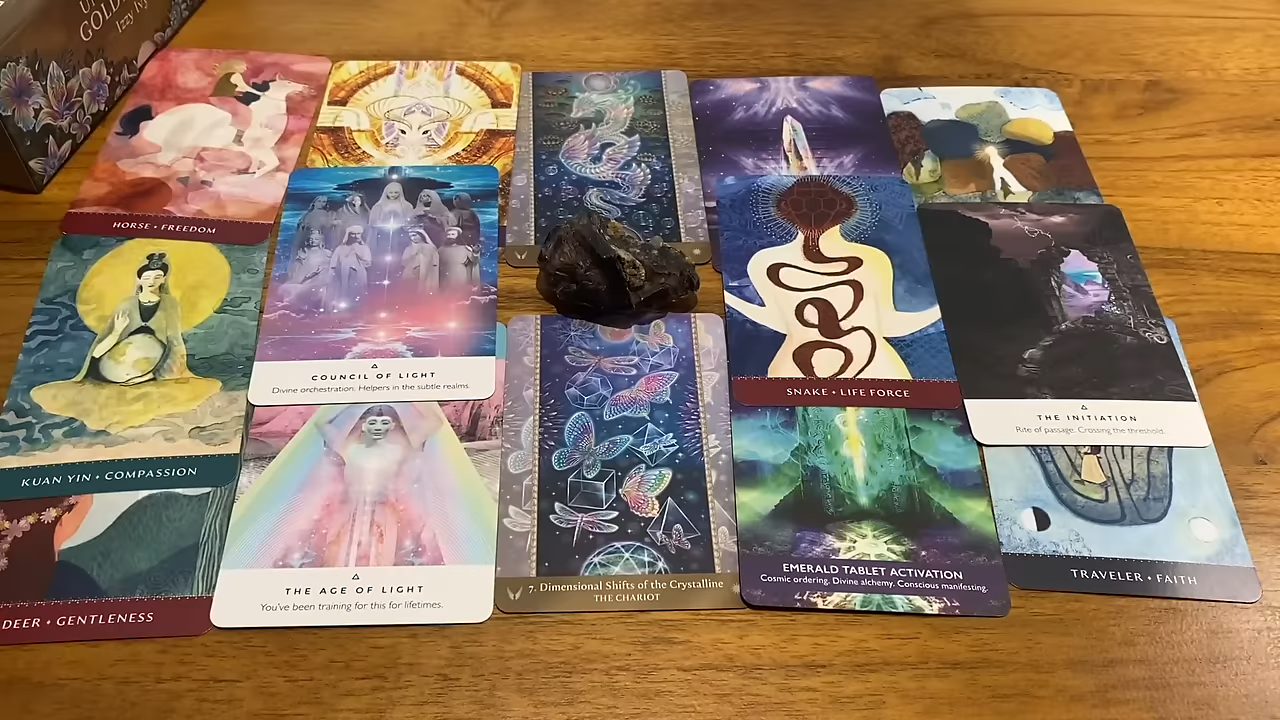 GOLD
Izzy Iv
HORSE • FREEDOM
COUNCIL OF LIGHT
Divine orchestration. Helpers in the subtle realms.
SNAKE • LIFE FORCE
THE INITIATION
Rite of passage. Crossing the threshold.
KUAN YIN • COMPASSION
EMERALD TABLET ACTIVATION
Cosmic ordering. Divine alchemy. Conscious manifesting.
TRAVELER • FAITH
7. Dimensional Shifts of the Crystalline
THE CHARIOT
THE AGE OF LIGHT
You've been training for this for lifetimes.
DEER • GENTLENESS